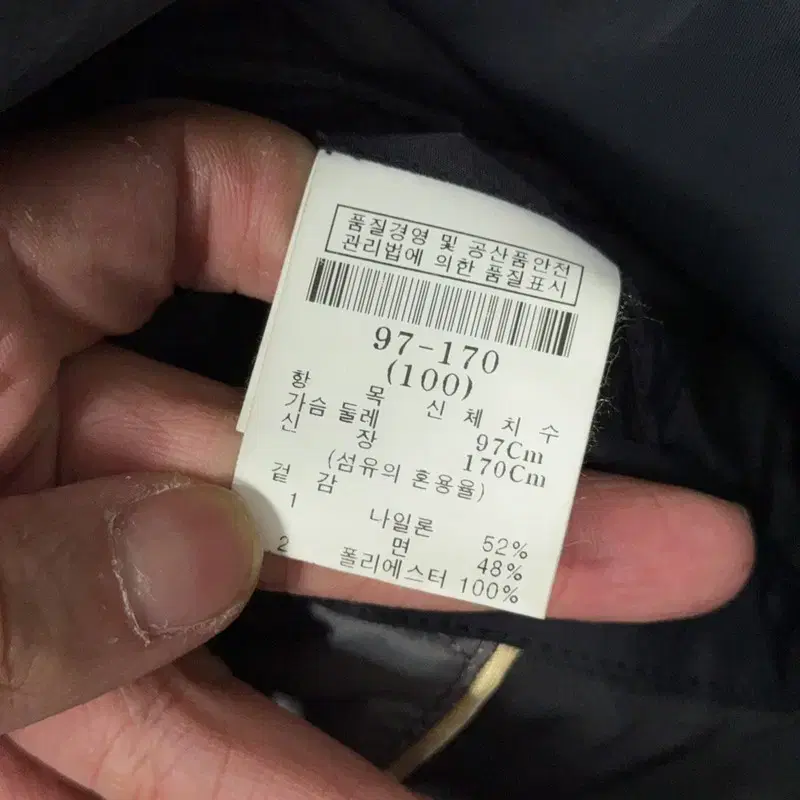 품질경영 및 공산품안전
관리법에 의한 품질표시
97-170
(100)
항 목 신 체 치 수
가슴 둘레 97Cm
신 장 170Cm
(섬유의 혼용율)
겉 감
1 나일론 52%
면 48%
2 폴리에스터 100%